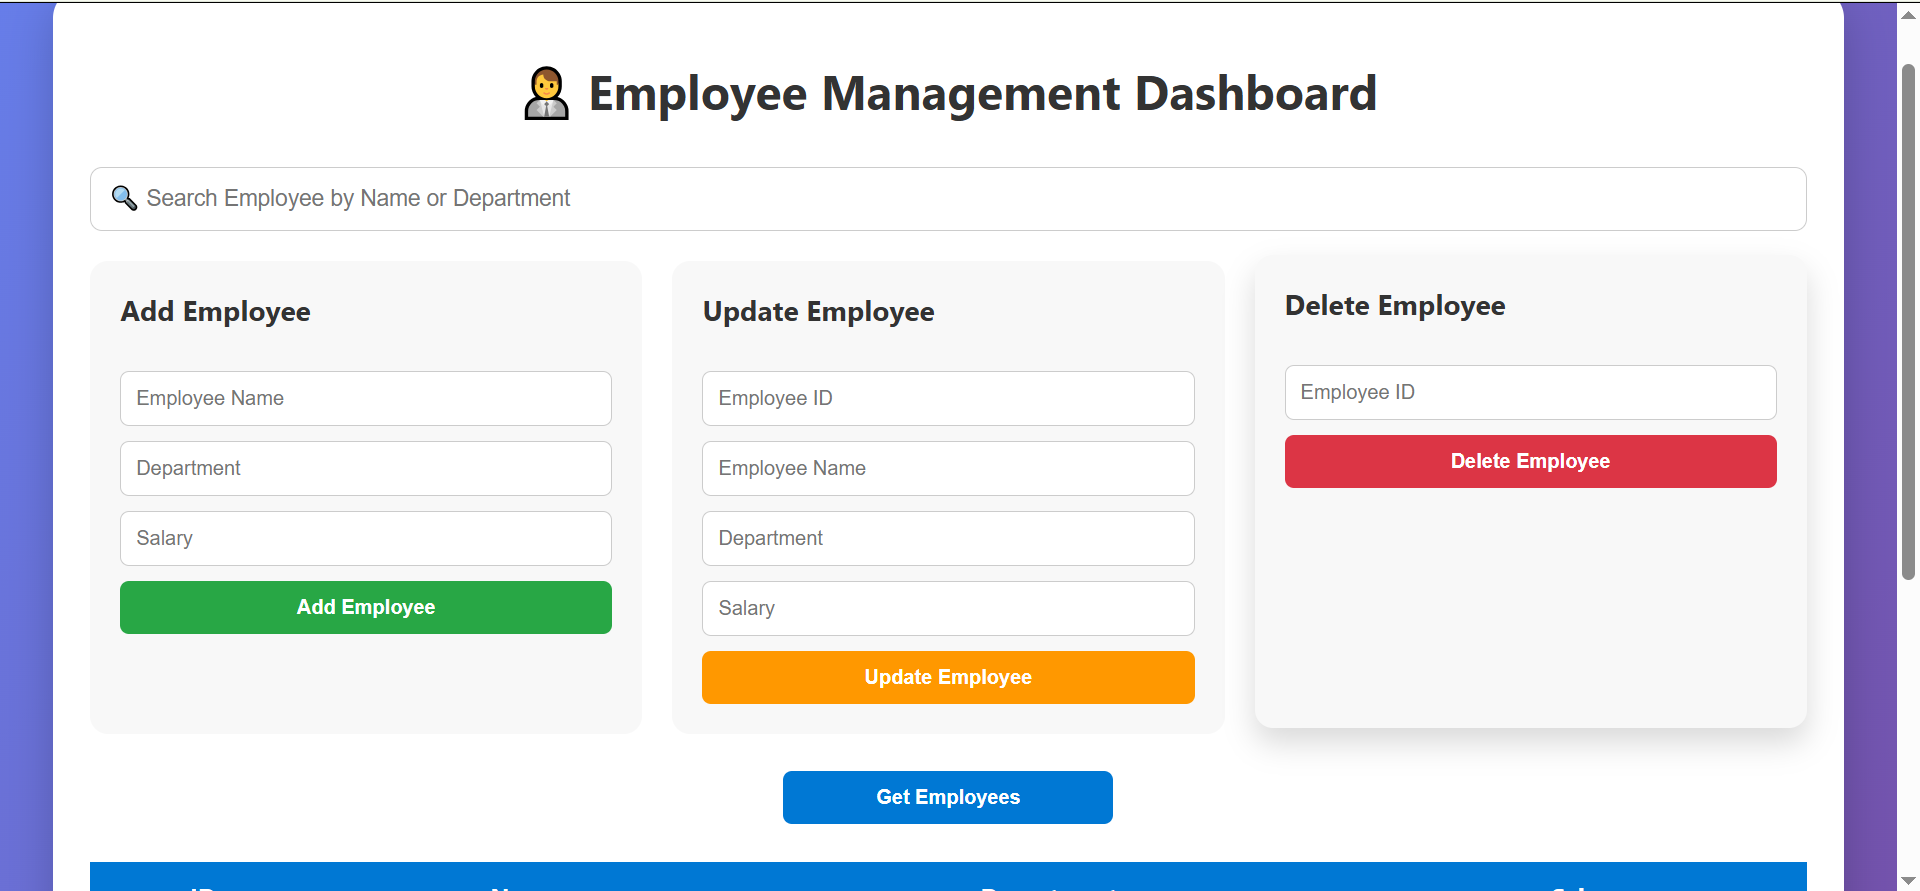 Employee Management Dashboard
Search Employee by Name or Department
Add Employee
Employee Name
Department
Salary
Add Employee
Update Employee
Employee ID
Employee Name
Department
Salary
Update Employee
Delete Employee
Employee ID
Delete Employee
Get Employees